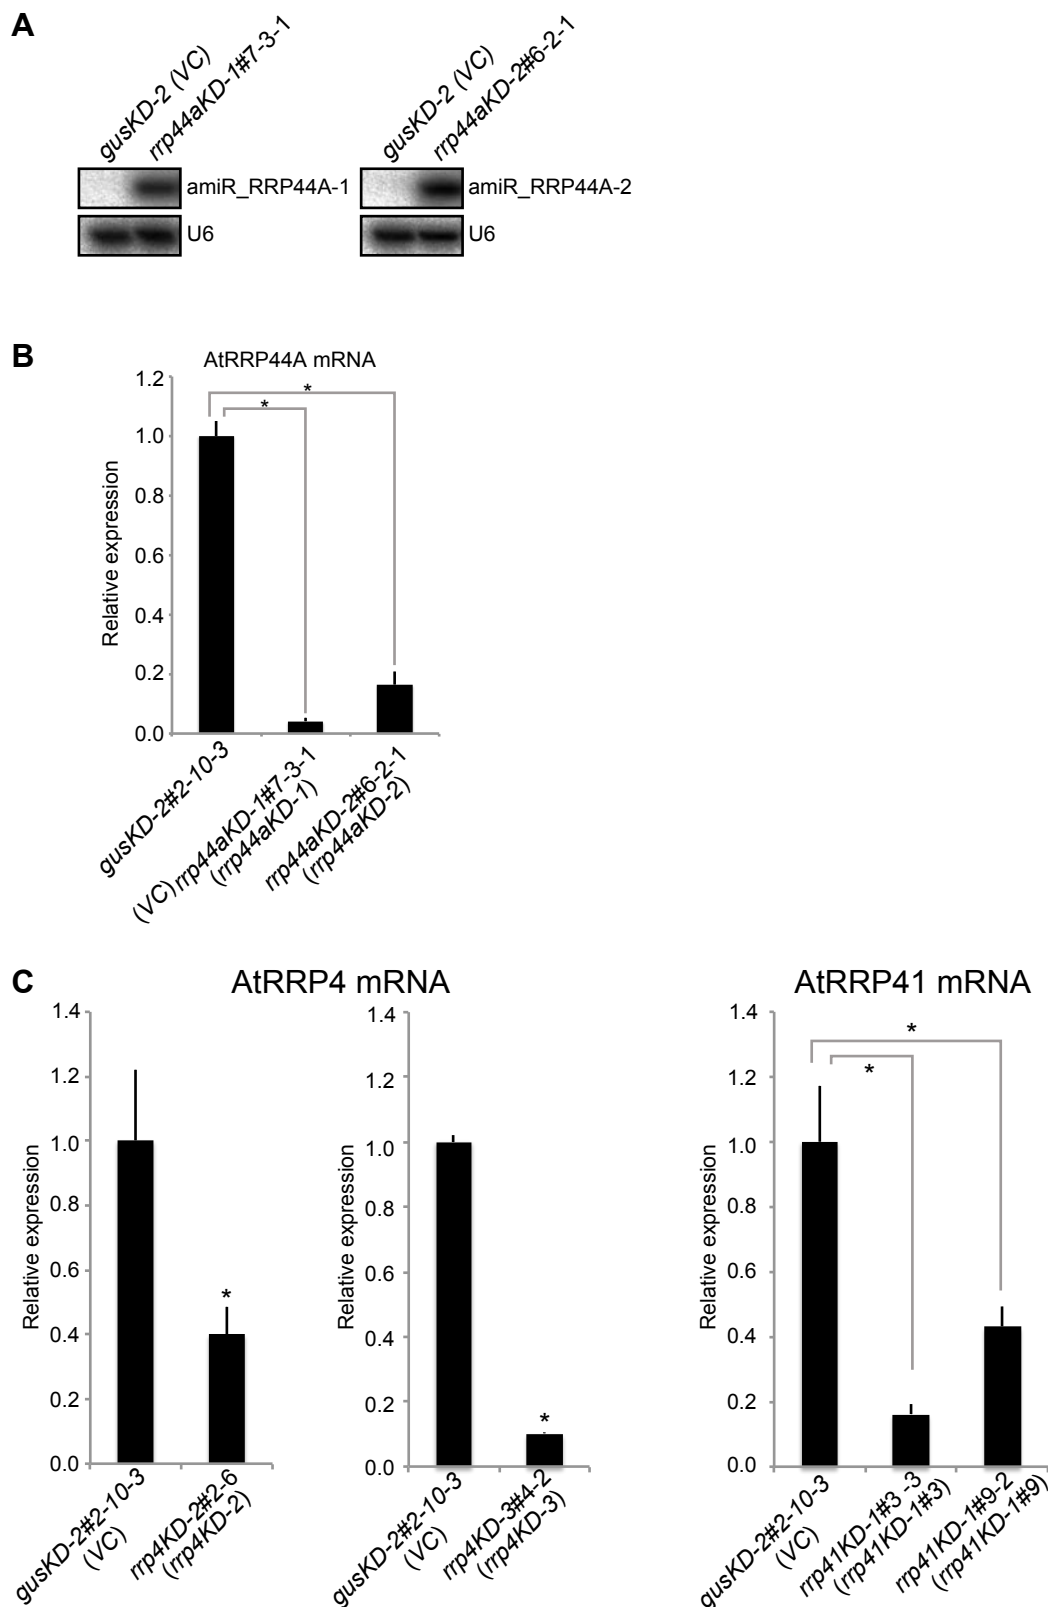 A
gusKD-2 (VC)
rrp44aKD-1#7-3-1
gusKD-2 (VC)
rrp44aKD-2#6-2-1
amiR_RRP44A-1
amiR_RRP44A-2
U6
U6
B
AtRRP44A mRNA
1.2
1.0
0.8
0.6
0.4
0.2
0.0
Relative expression
*
*
gusKD-2#2-10-3
(VC)
rrp44aKD-1#7-3-1
(rrp44aKD-1)
rrp44aKD-2#6-2-1
(rrp44aKD-2)
C
AtRRP4 mRNA
AtRRP41 mRNA
1.4
1.2
1.0
0.8
0.6
0.4
0.2
0.0
Relative expression
*
gusKD-2#2-10-3
(VC)
rrp4KD-2#2-6
(rrp4KD-2)
1.4
1.2
1.0
0.8
0.6
0.4
0.2
0.0
Relative expression
*
gusKD-2#2-10-3
(VC)
rrp4KD-3#4-2
(rrp4KD-3)
1.4
1.2
1.0
0.8
0.6
0.4
0.2
0.0
Relative expression
*
*
gusKD-2#2-10-3
(VC)
rrp41KD-1#3 -3
(rrp41KD-1#3)
rrp41KD-1#9-2
(rrp41KD-1#9)